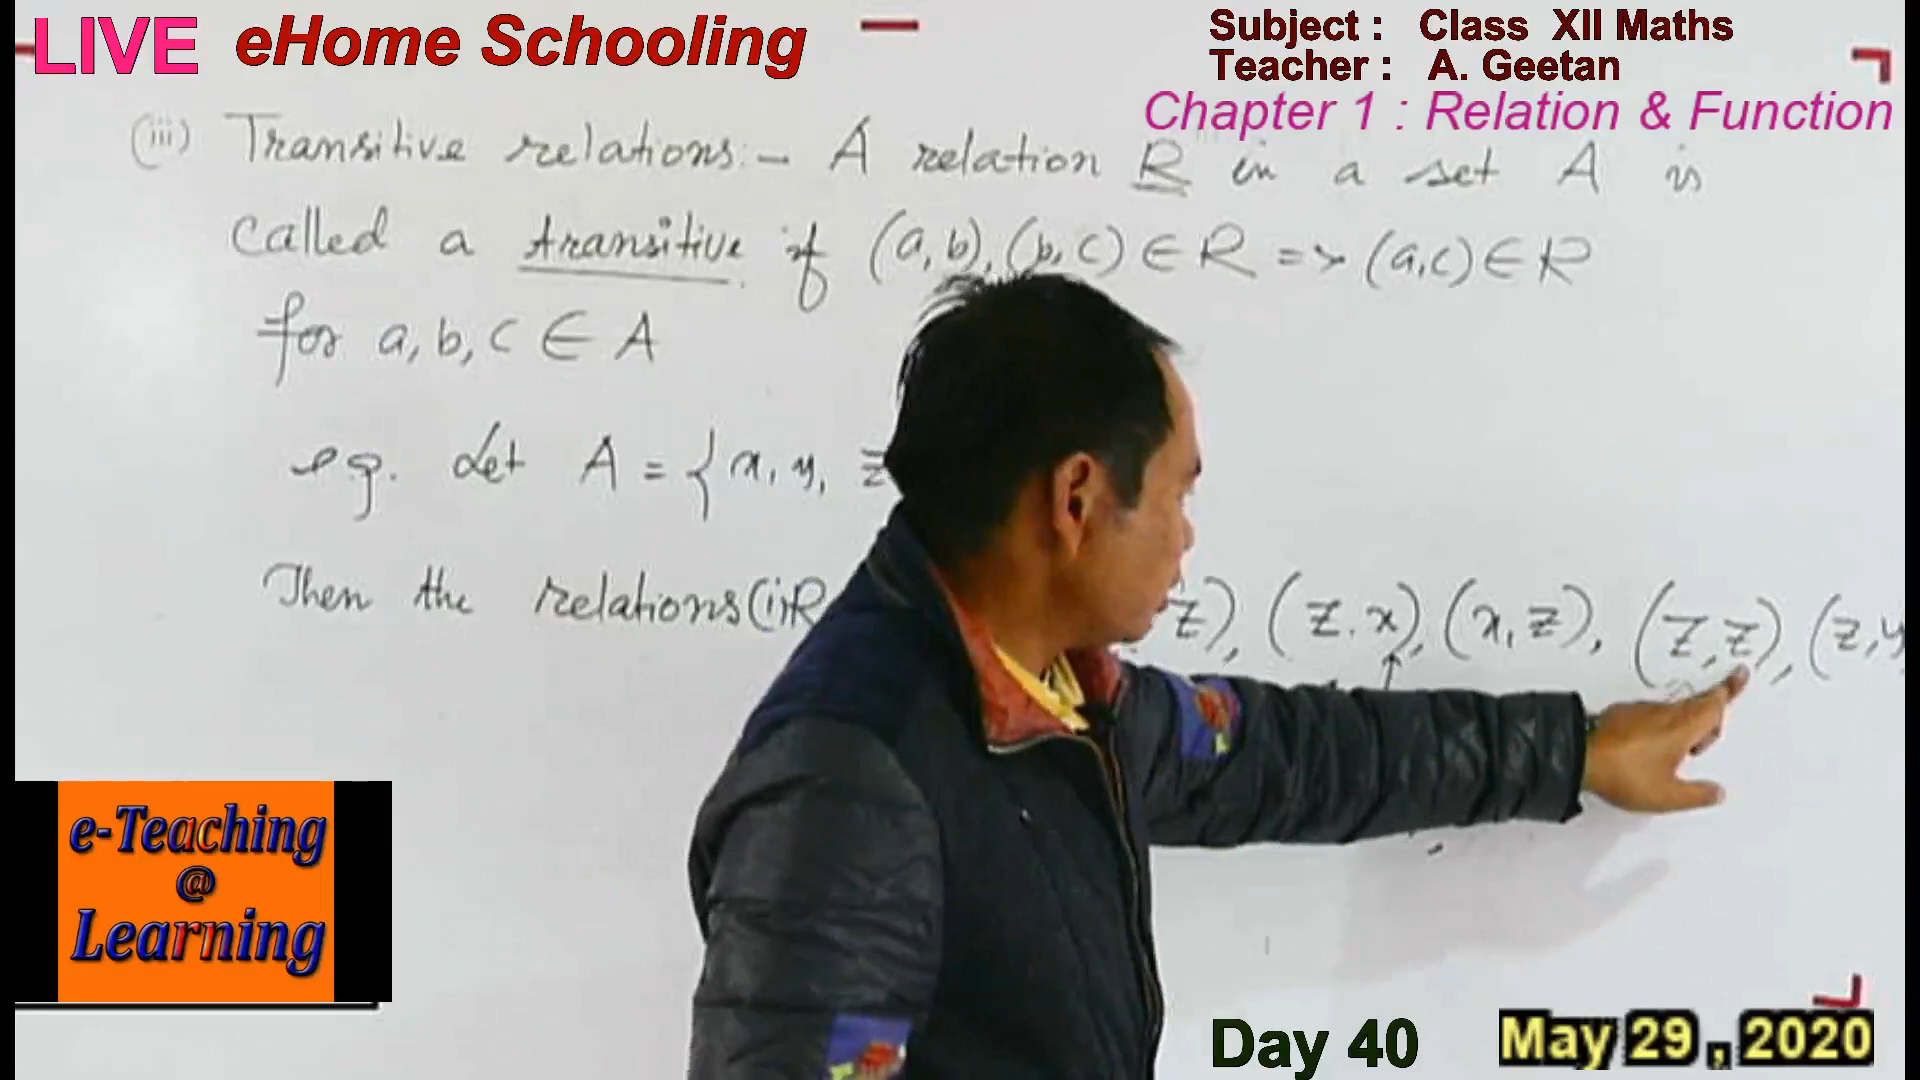 LIVE eHome Schooling
Subject : Class XII Maths
Teacher : A. Geetan
Chapter 1 : Relation & Function
(iii) Transitive relations:- A relation R in a set A is
called a transitive if (a,b), (b,c) ∈ R => (a,c) ∈ R
for a, b, c ∈ A
e.g. Let A = { x, y, z
Then the relations (i) R z), (z,x), (x,z), (z,z), (z,y
e-Teaching
@
Learning
Day 40
May 29 , 2020